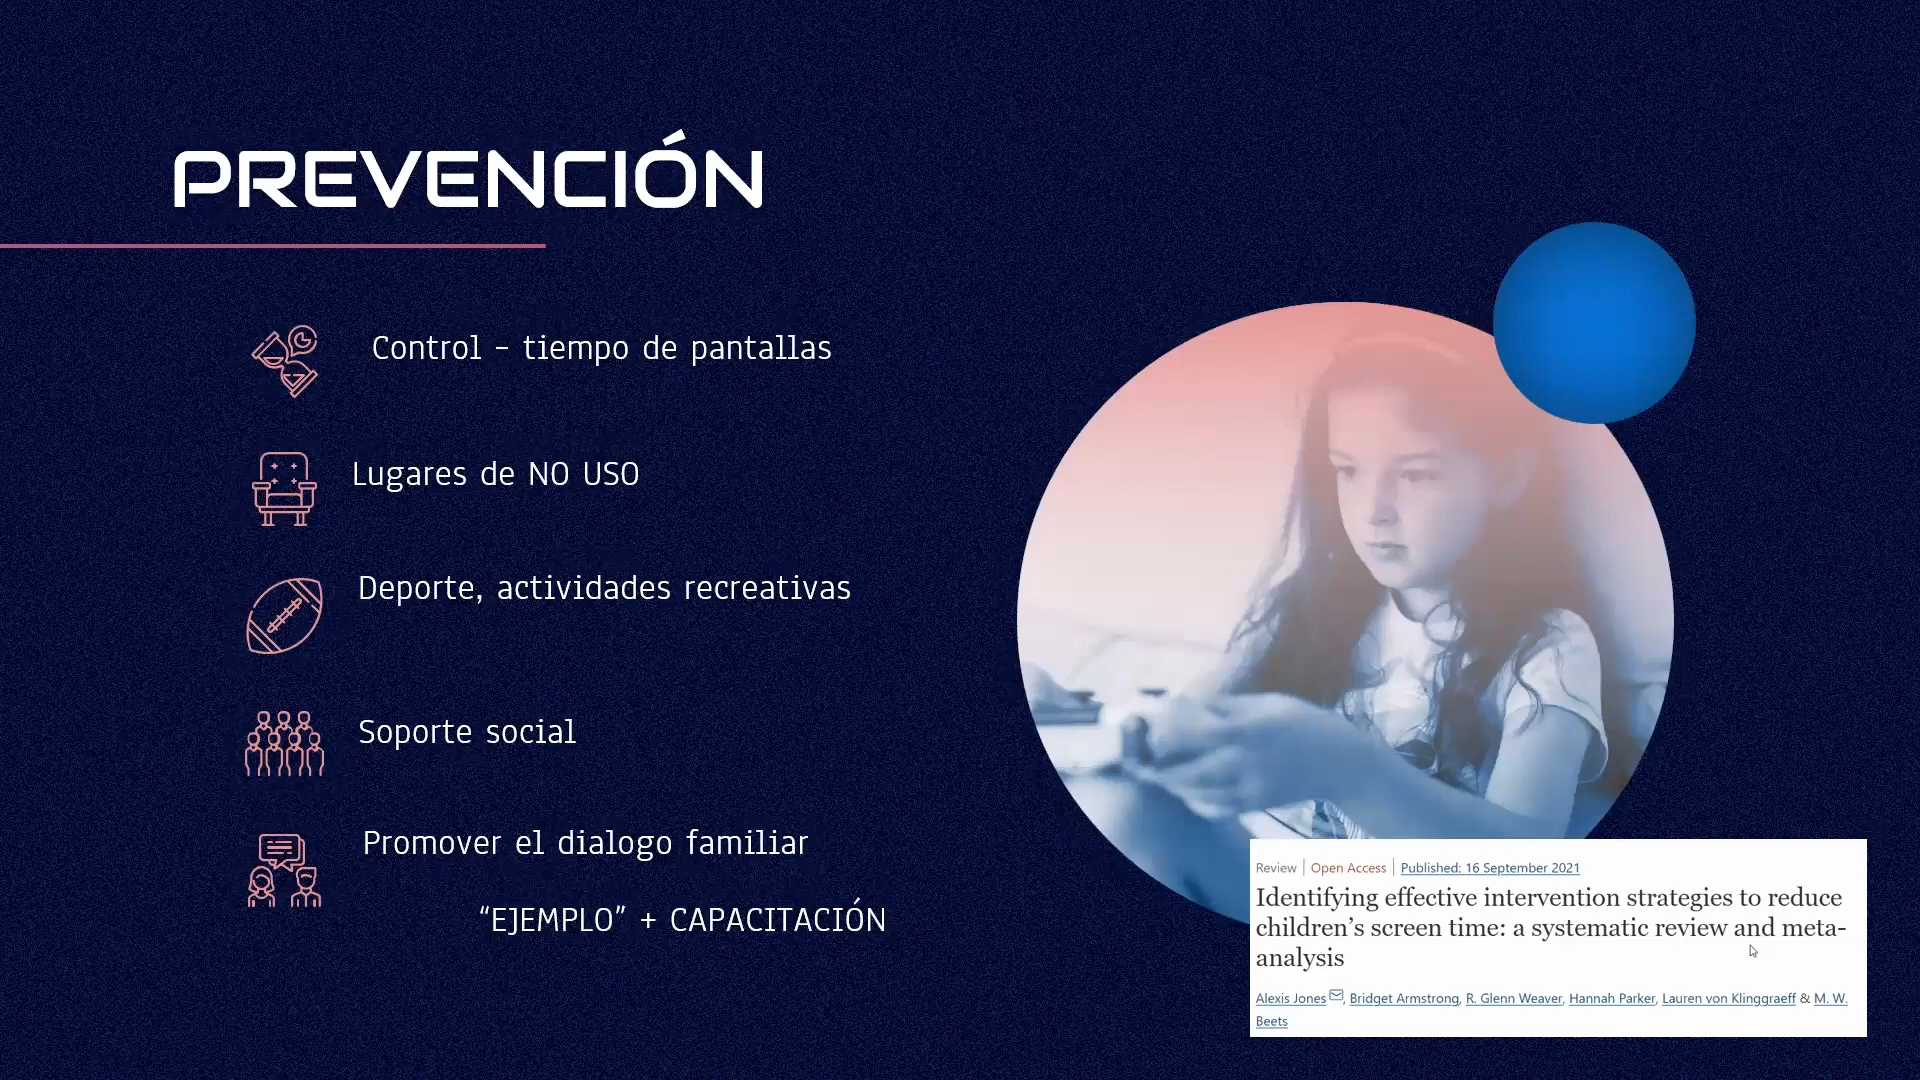 PREVENCIÓN
Control - tiempo de pantallas
Lugares de NO USO
Deporte, actividades recreativas
Soporte social
Promover el dialogo familiar
“EJEMPLO” + CAPACITACIÓN
Review | Open Access | Published: 16 September 2021
Identifying effective intervention strategies to reduce
children’s screen time: a systematic review and meta-
analysis
Alexis Jones, Bridget Armstrong, R. Glenn Weaver, Hannah Parker, Lauren von Klinggraeff & M. W.
Beets